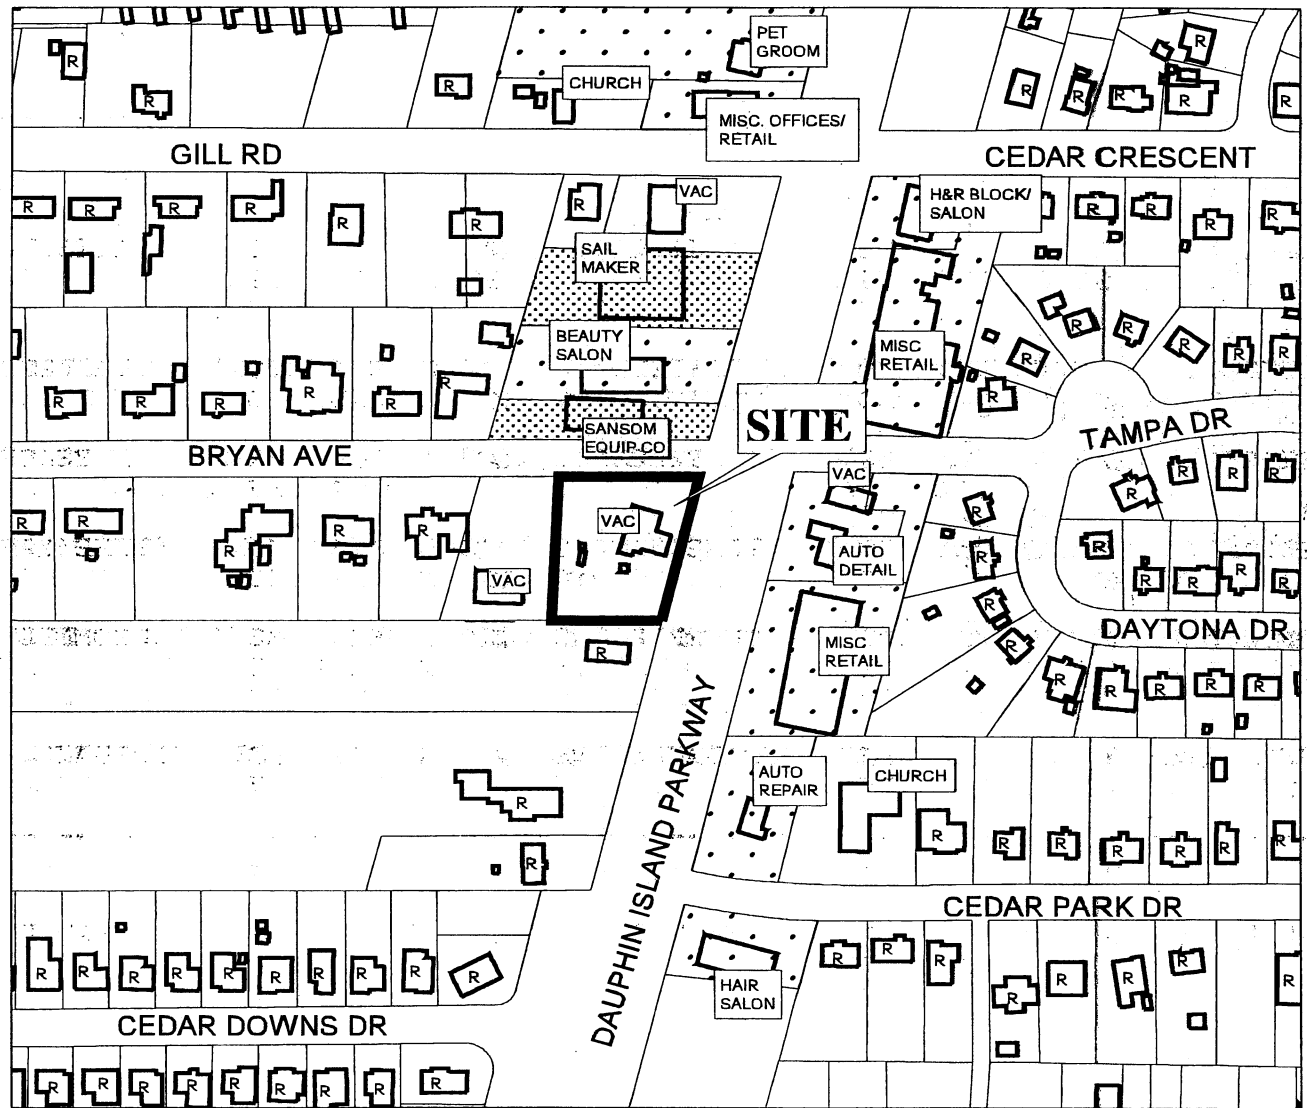 PET
GROOM
CHURCH
MISC. OFFICES/
RETAIL
R
R
R
R
R
R
R
R
R
GILL RD
CEDAR CRESCENT
VAC
H&R BLOCK/
SALON
R
R
R
R
R
R
R
R
R
R
R
SAIL
MAKER
BEAUTY
SALON
MISC
RETAIL
R
R
R
R
R
R
R
R
R
R
R
R
R
SANSOM
EQUIP.CO
SITE
TAMPA DR
BRYAN AVE
VAC
R
R
R
R
R
R
R
R
R
VAC
AUTO
DETAIL
R
R
VAC
R
R
R
R
R
DAYTONA DR
R
MISC
RETAIL
R
R
R
R
R
R
DAUPHIN ISLAND PARKWAY
AUTO
REPAIR
CHURCH
R
R
R
R
R
R
R
R
R
CEDAR PARK DR
R
R
R
R
R
R
R
R
R
R
HAIR
SALON
R
R
R
R
R
R
R
R
CEDAR DOWNS DR
R
R
R
R
R
R
R
R
R